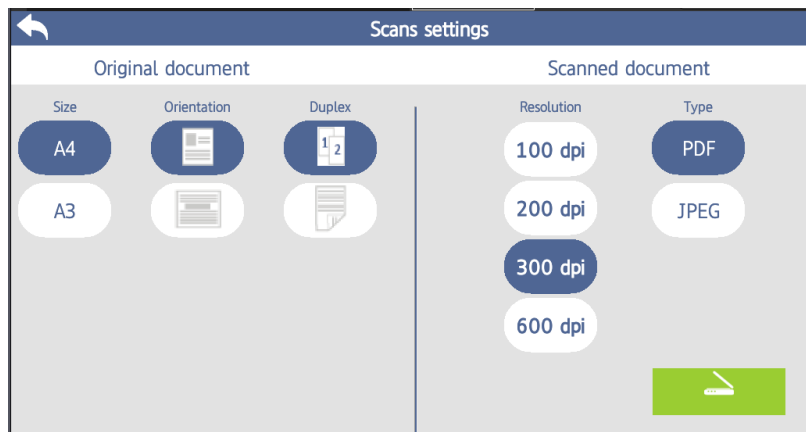 Scans settings
Original document
Scanned document
Size
Orientation
Duplex
Resolution
Type
A4
1 2
100 dpi
PDF
A3
200 dpi
JPEG
300 dpi
600 dpi